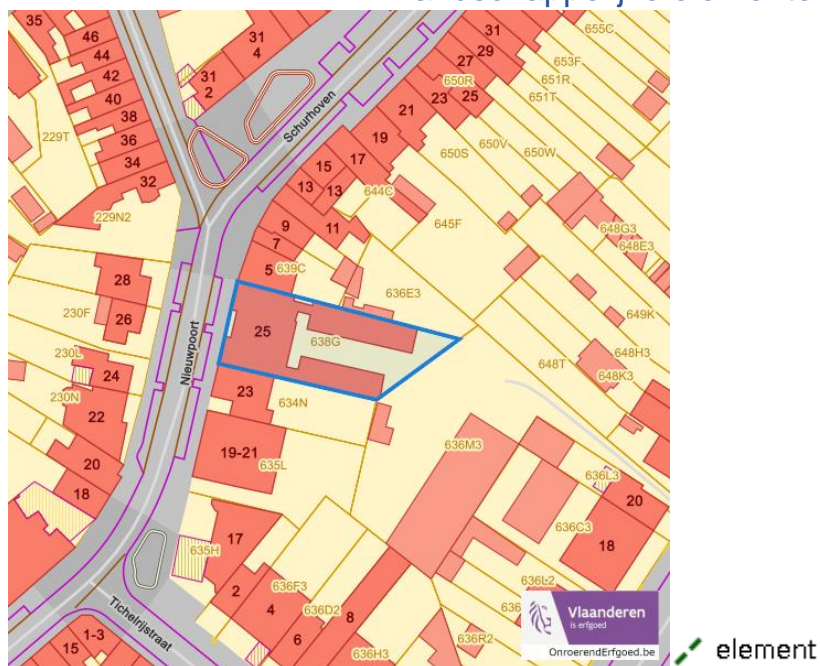 35
46
44
42
40
38
36
34
32
229T
229N2
31
4
31
2
Schurhoven
31
29
27
650R
25
23
21
19
17
15
13
13
11
9
7
5
639C
644C
645F
650S
650V
650W
651T
651R
653F
655C
648G3
648E3
649K
648H3
648K3
648T
636E3
638G
25
28
26
230F
230L
24
230N
22
20
18
Nieuwpoort
23
634N
19-21
635L
636M3
636L3
20
636C3
18
635H
17
2
636F3
4
636D2
6
8
636H3
636L2
636
636R2
Tichelrijstraat
1-3
15
Vlaanderen
is erfgoed
OnroerendErfgoed.be
element